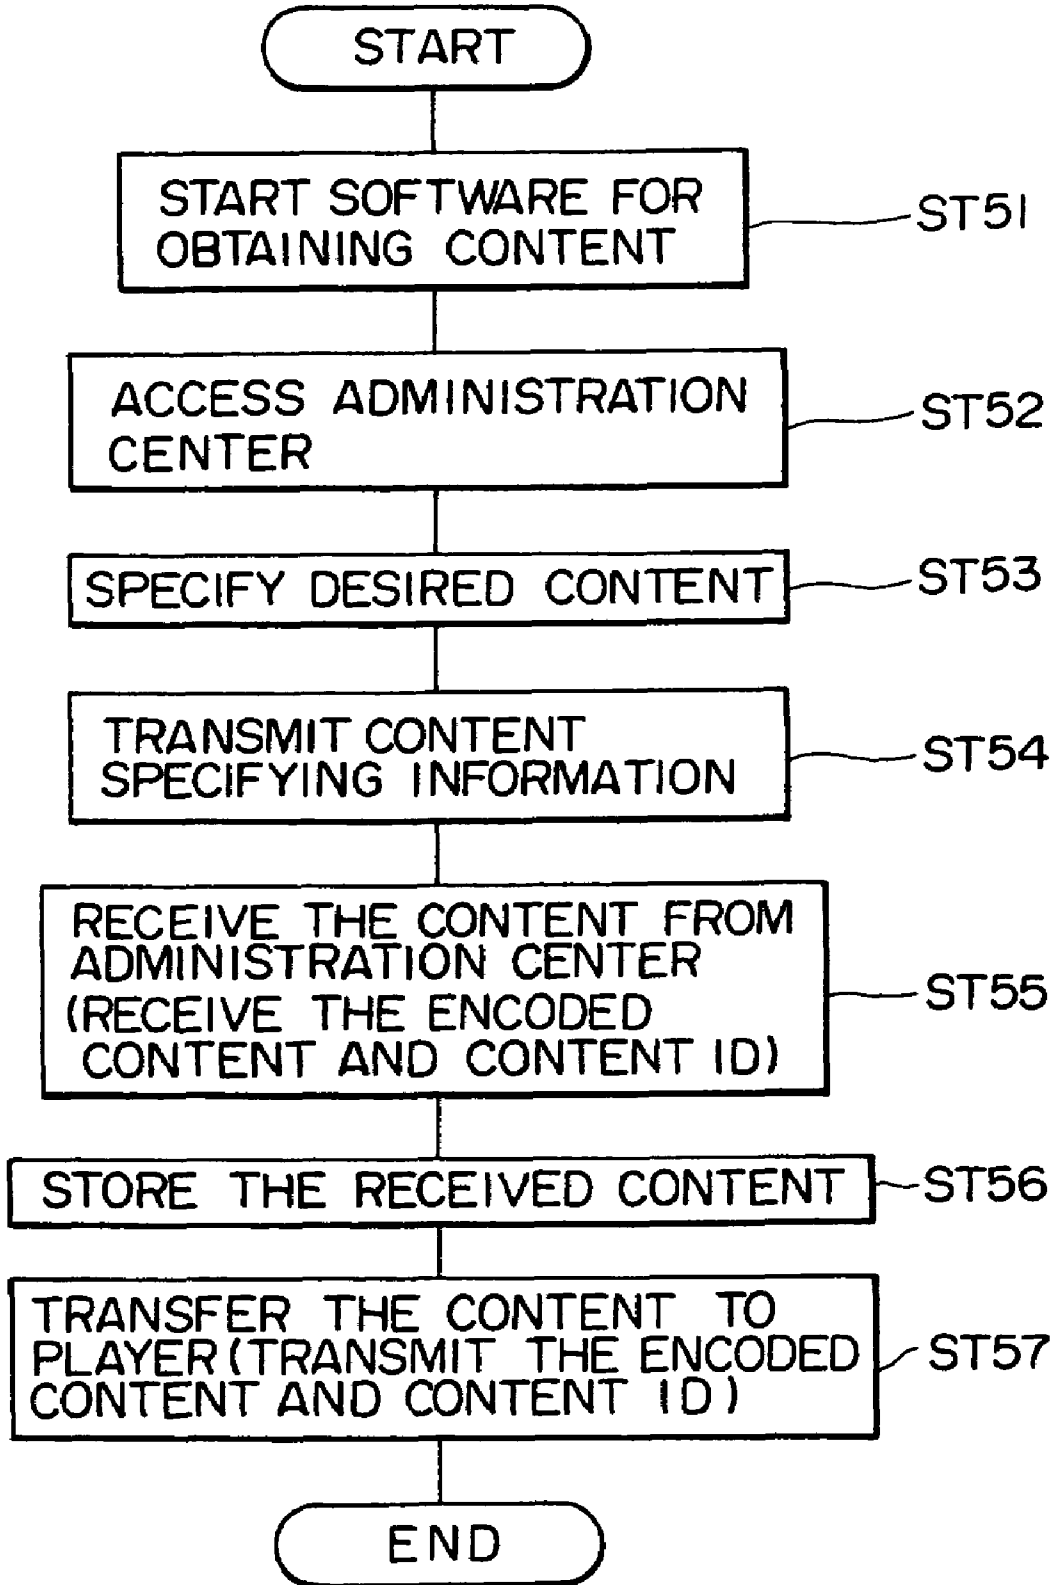 START
START SOFTWARE FOR
OBTAINING CONTENT
ST51
ACCESS ADMINISTRATION
CENTER
ST52
SPECIFY DESIRED CONTENT
ST53
TRANSMIT CONTENT
SPECIFYING INFORMATION
ST54
RECEIVE THE CONTENT FROM
ADMINISTRATION CENTER
(RECEIVE THE ENCODED
CONTENT AND CONTENT ID)
ST55
STORE THE RECEIVED CONTENT
ST56
TRANSFER THE CONTENT TO
PLAYER (TRANSMIT THE ENCODED
CONTENT AND CONTENT ID)
ST57
END